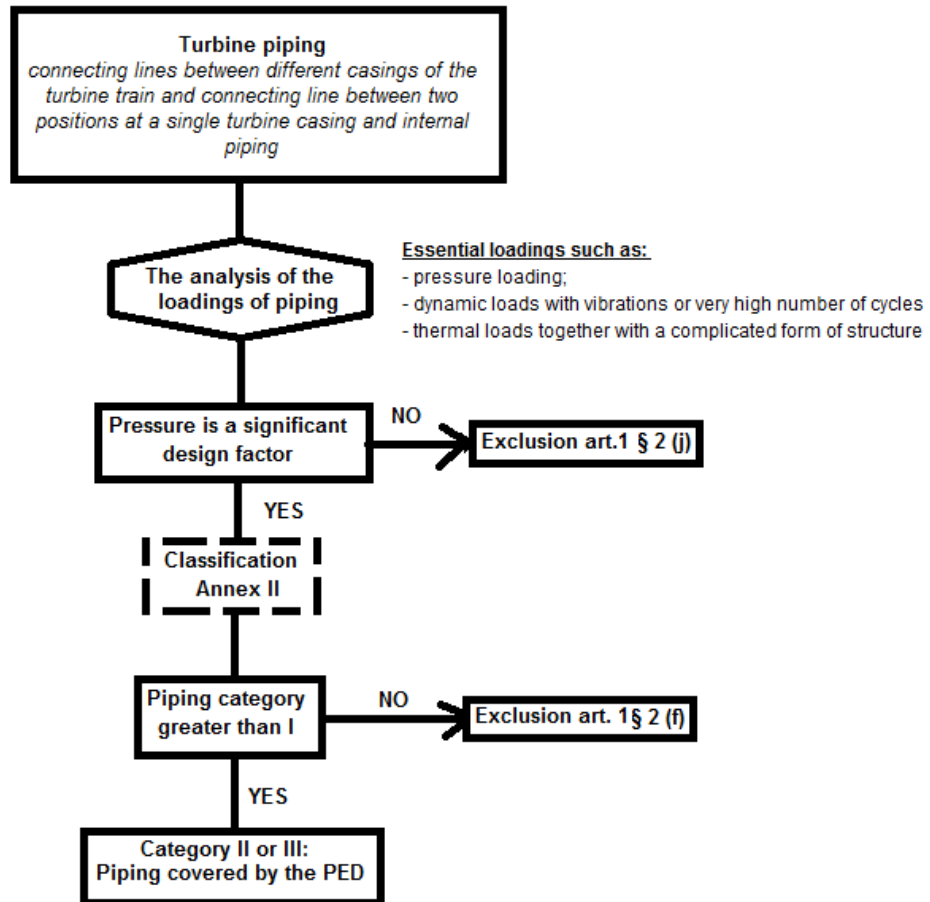 Turbine piping
connecting lines between different casings of the
turbine train and connecting line between two
positions at a single turbine casing and internal
piping
The analysis of the
loadings of piping
Essential loadings such as:
- pressure loading;
- dynamic loads with vibrations or very high number of cycles
- thermal loads together with a complicated form of structure
Pressure is a significant
design factor
NO
Exclusion art.1 § 2 (j)
YES
Classification
Annex II
Piping category
greater than I
NO
Exclusion art. 1§ 2 (f)
YES
Category II or III:
Piping covered by the PED